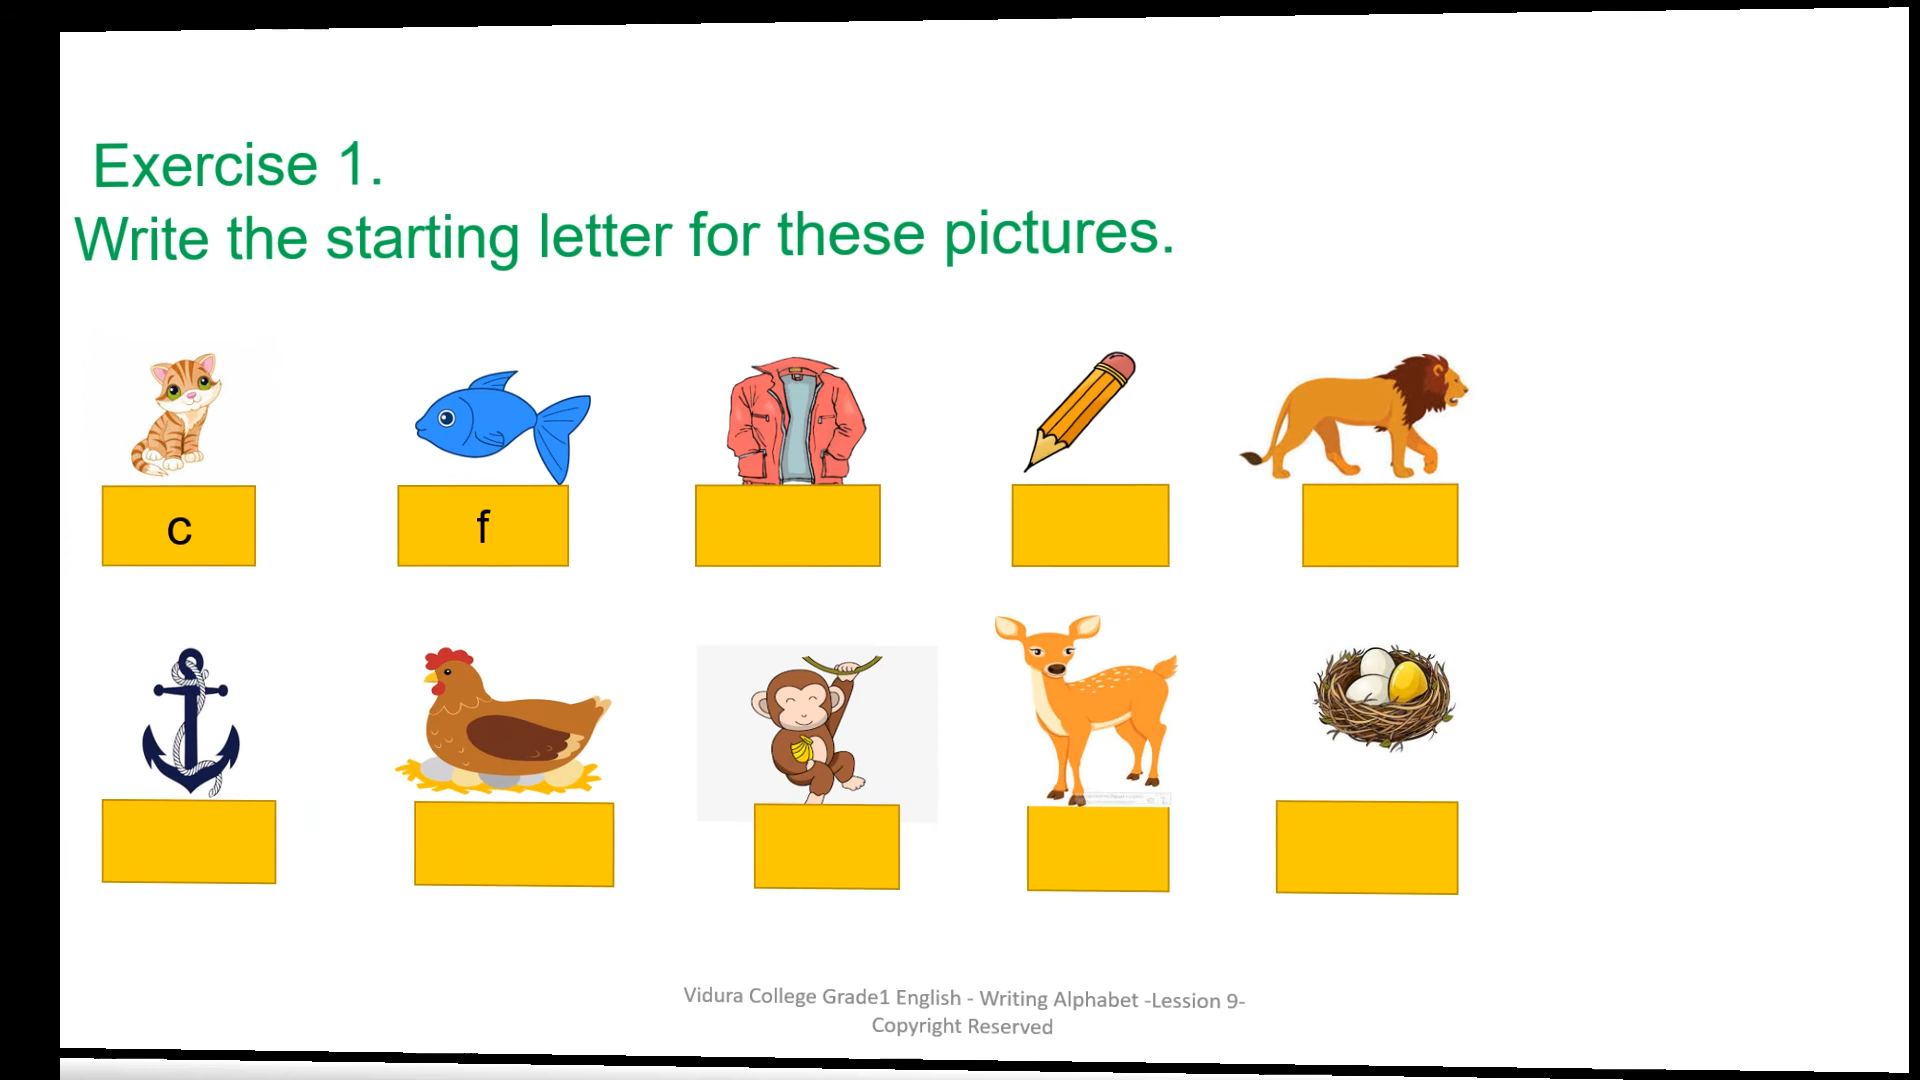 Exercise 1.
Write the starting letter for these pictures.
c
f
Vidura College Grade1 English - Writing Alphabet -Lession 9-
Copyright Reserved